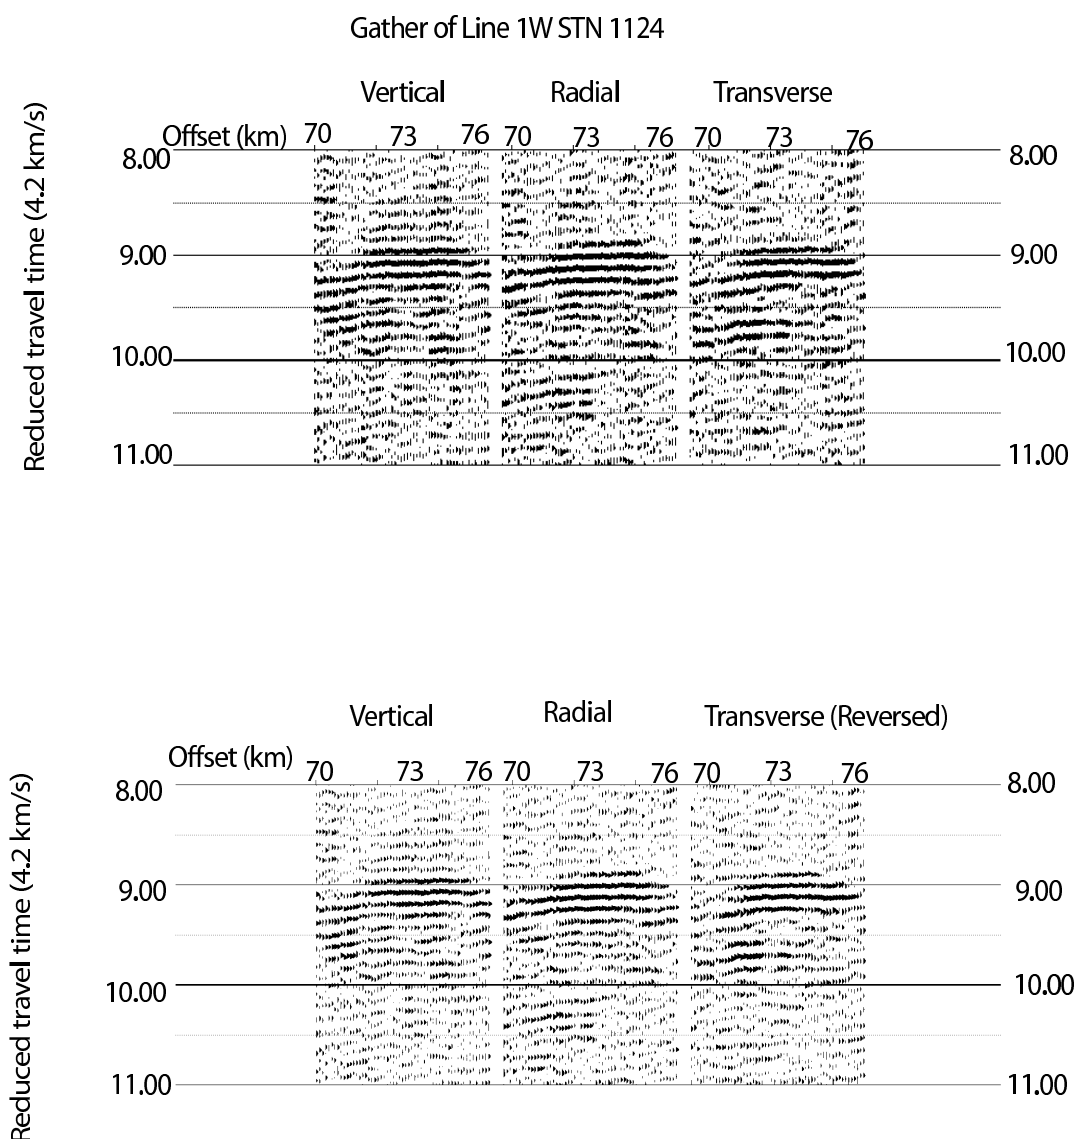 Gather of Line 1W STN 1124
Vertical Radial Transverse
Offset (km) 70 73 76 70 73 76 70 73 76
8.00 8.00
9.00 9.00
10.00 10.00
11.00 11.00
Reduced travel time (4.2 km/s)
Vertical Radial Transverse (Reversed)
Offset (km) 70 73 76 70 73 76 70 73 76
8.00 8.00
9.00 9.00
10.00 10.00
11.00 11.00
Reduced travel time (4.2 km/s)